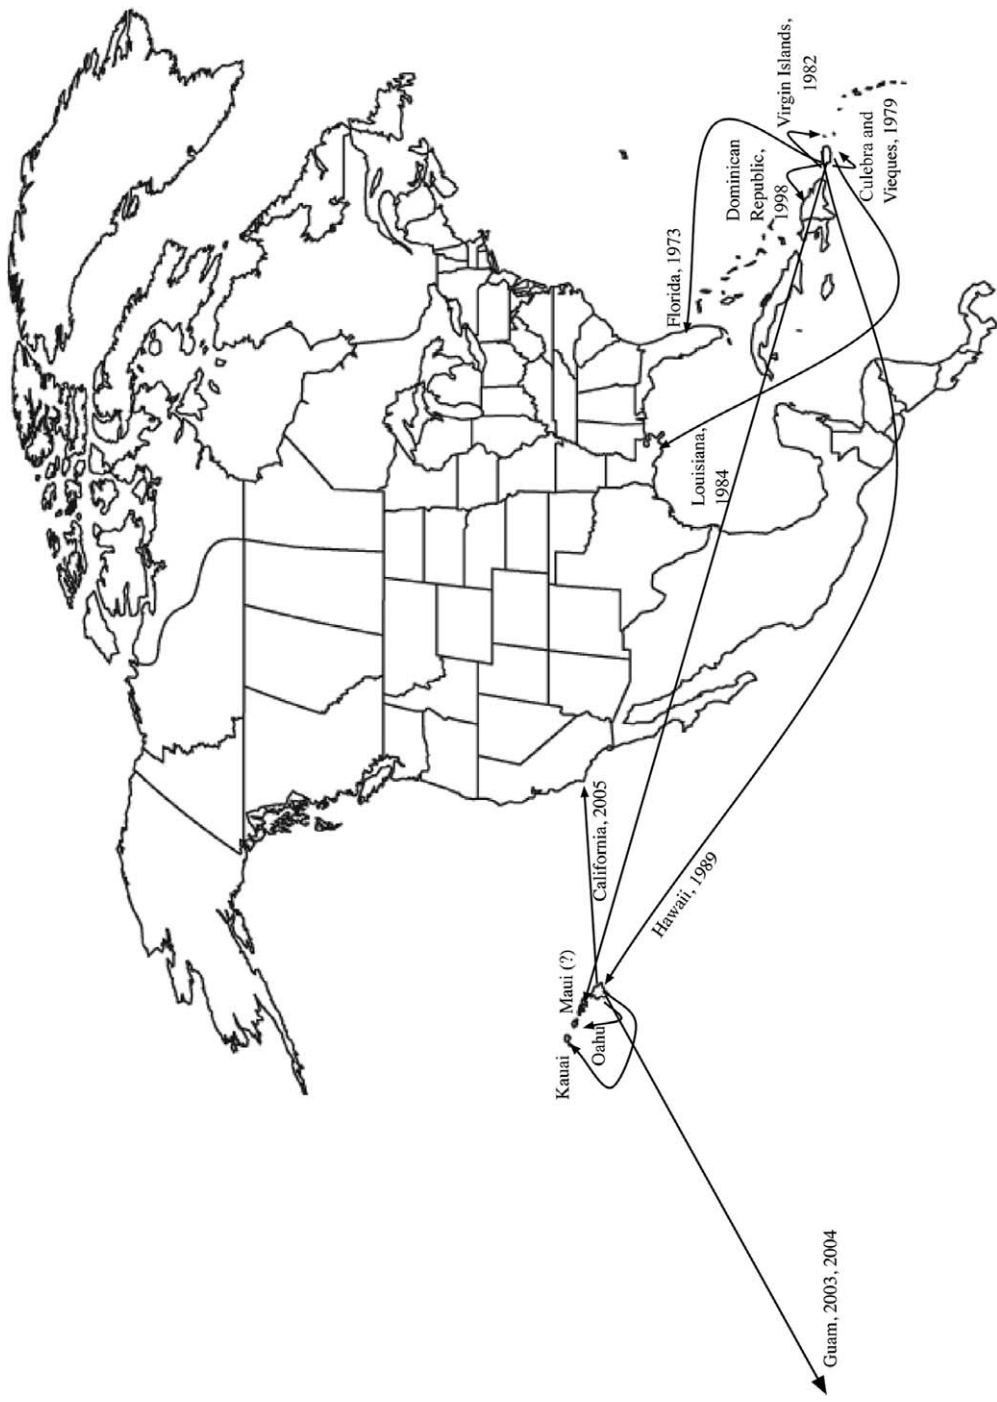 Virgin Islands,
1982
Culebra and
Vieques, 1979
Dominican
Republic,
1998
Florida, 1973
Louisiana,
1984
California, 2005
Hawaii, 1989
Maui (?)
Oahu
Kauai
Guam, 2003, 2004